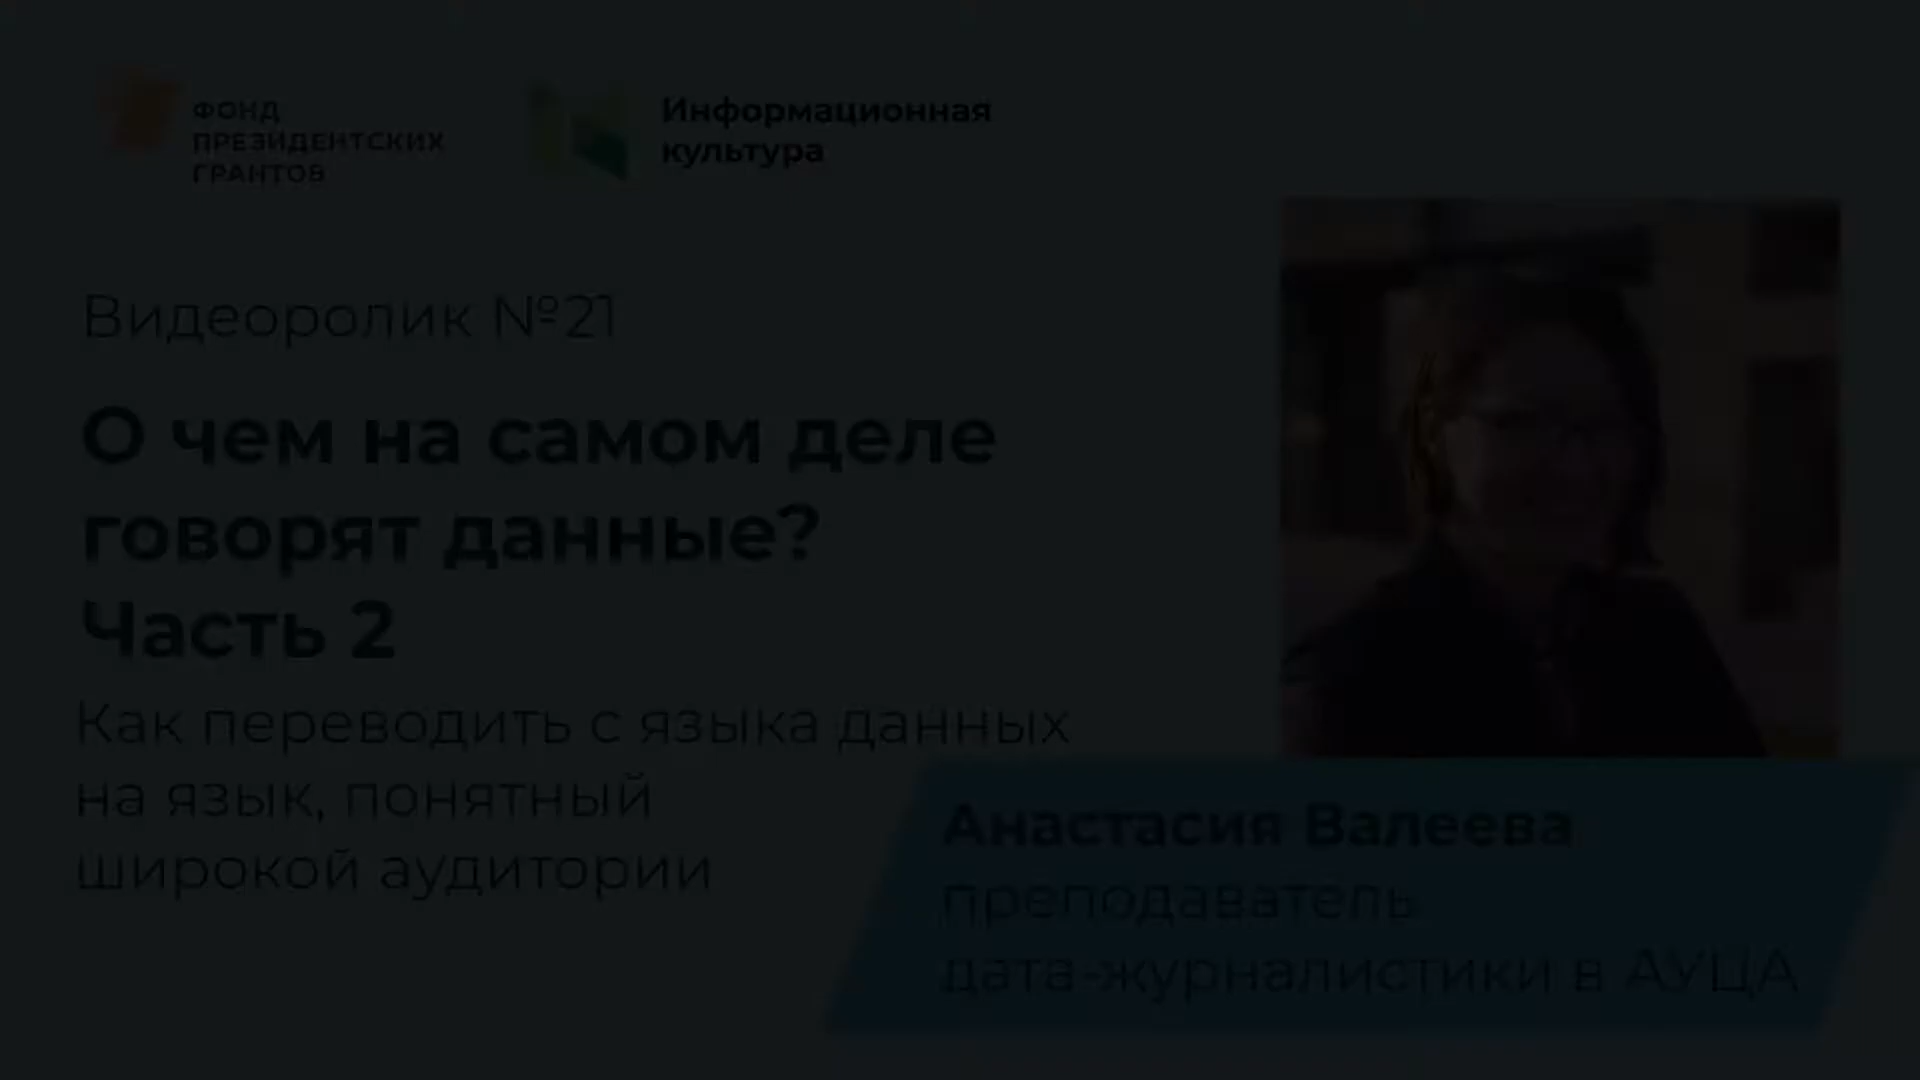 ФОНД
ПРЕЗИДЕНТСКИХ
ГРАНТОВ
Информационная
культура
Видеоролик №21
О чем на самом деле
говорят данные?
Часть 2
Как переводить с языка данных
на язык, понятный
широкой аудитории
Анастасия Валеева
преподаватель
дата-журналистики в АУЦА